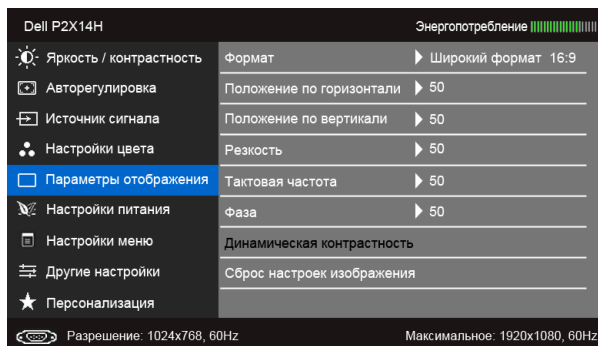 Dell P2X14H Энергопотребление
Яркость / контрастность Формат Широкий формат 16:9
Авторегулировка Положение по горизонтали 50
Источник сигнала Положение по вертикали 50
Настройки цвета Резкость 50
Параметры отображения Тактовая частота 50
Настройки питания Фаза 50
Настройки меню Динамическая контрастность
Другие настройки Сброс настроек изображения
Персонализация
Разрешение: 1024x768, 60Hz Максимальное: 1920x1080, 60Hz